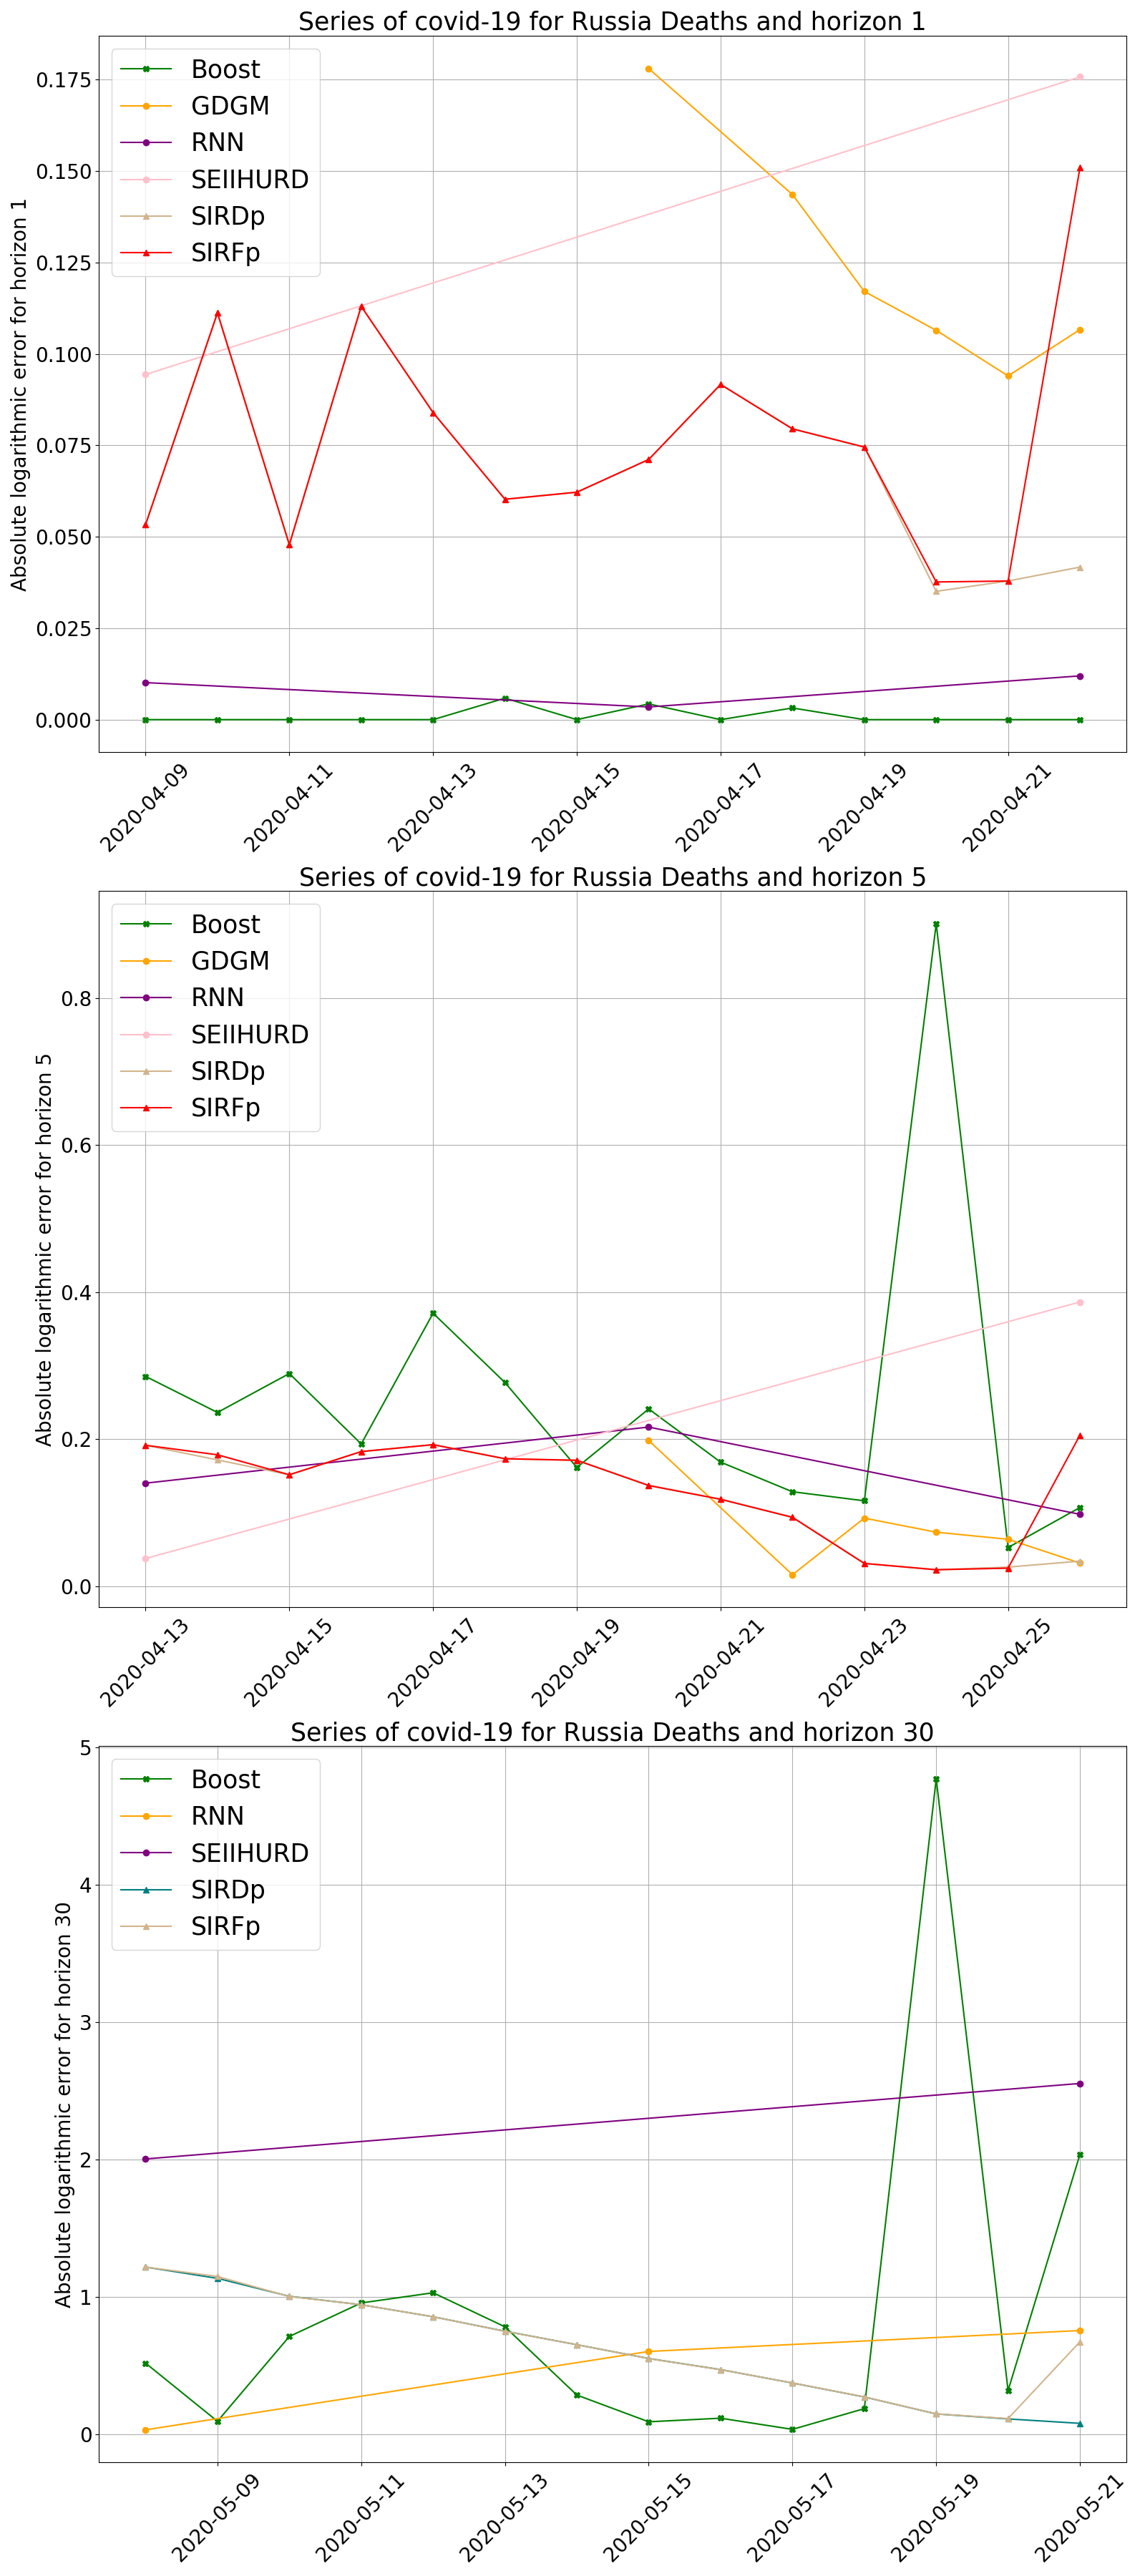 Series of covid-19 for Russia Deaths and horizon 1
Absolute logarithmic error for horizon 1
0.175
0.150
0.125
0.100
0.075
0.050
0.025
0.000
Boost
GDGM
RNN
SEIIHURD
SIRDp
SIRFp
2020-04-09
2020-04-11
2020-04-13
2020-04-15
2020-04-17
2020-04-19
2020-04-21
Series of covid-19 for Russia Deaths and horizon 5
Absolute logarithmic error for horizon 5
0.8
0.6
0.4
0.2
0.0
Boost
GDGM
RNN
SEIIHURD
SIRDp
SIRFp
2020-04-13
2020-04-15
2020-04-17
2020-04-19
2020-04-21
2020-04-23
2020-04-25
Series of covid-19 for Russia Deaths and horizon 30
Absolute logarithmic error for horizon 30
5
4
3
2
1
0
Boost
RNN
SEIIHURD
SIRDp
SIRFp
2020-05-09
2020-05-11
2020-05-13
2020-05-15
2020-05-17
2020-05-19
2020-05-21